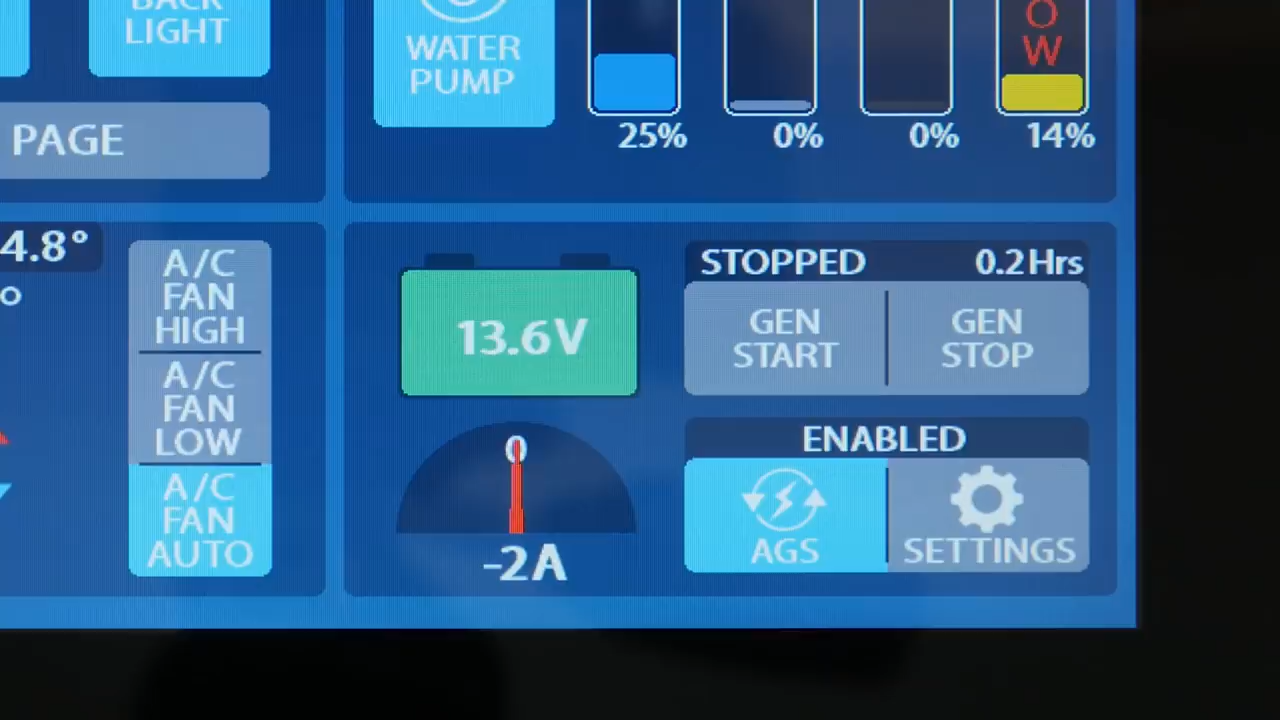 BACK
LIGHT
PAGE
WATER
PUMP
O
W
25%
0%
0%
14%
4.8°
A/C
FAN
HIGH
A/C
FAN
LOW
A/C
FAN
AUTO
13.6V
0
-2A
STOPPED 0.2Hrs
GEN
START
GEN
STOP
ENABLED
AGS
SETTINGS